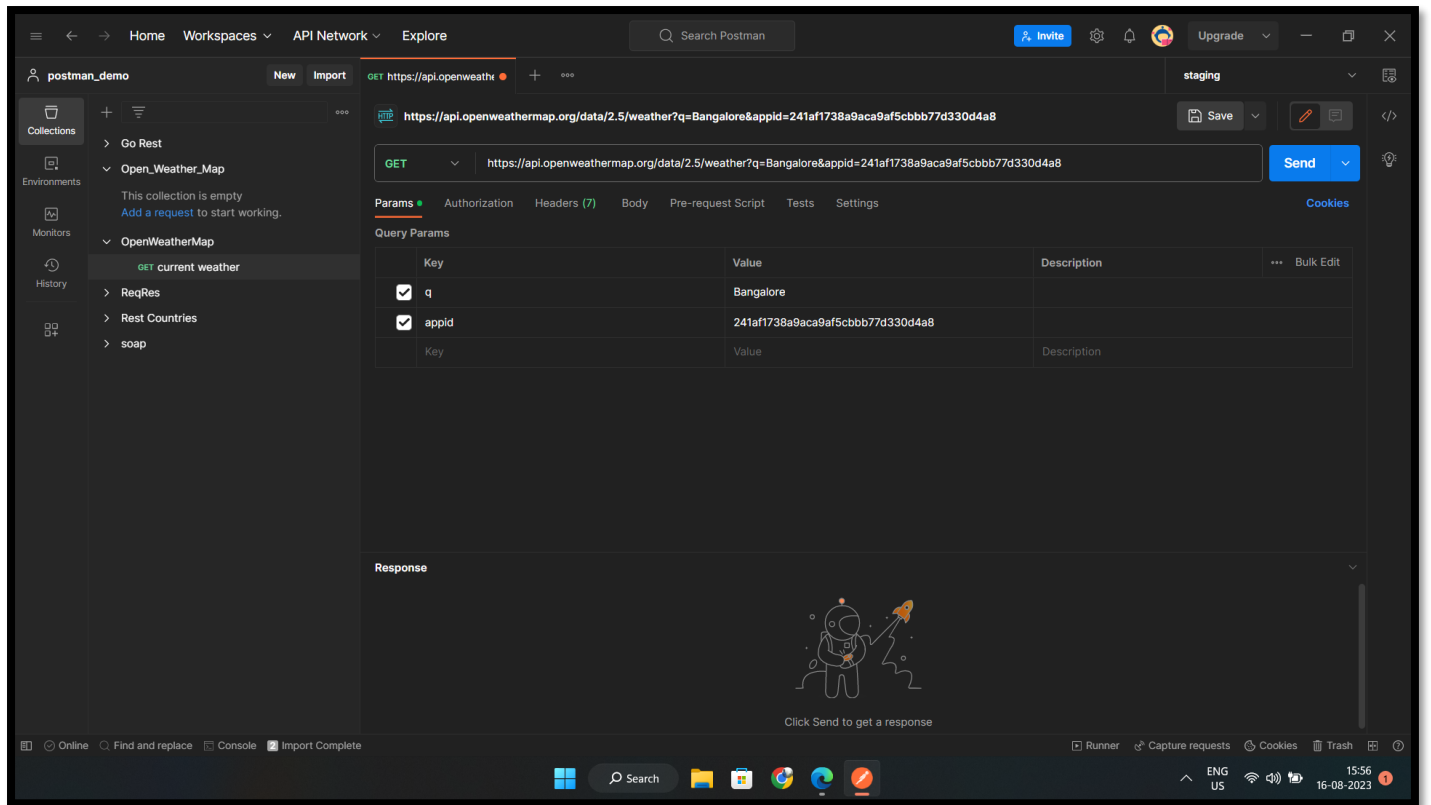 Home Workspaces API Network Explore Search Postman Invite Upgrade
postman_demo New Import GET https://api.openweathe staging
Collections
Environments
Monitors
History
Go Rest
Open_Weather_Map
This collection is empty
Add a request to start working.
OpenWeatherMap
GET current weather
ReqRes
Rest Countries
soap
HTTP https://api.openweathermap.org/data/2.5/weather?q=Bangalore&appid=241af1738a9aca9af5cbbb77d330d4a8 Save
GET https://api.openweathermap.org/data/2.5/weather?q=Bangalore&appid=241af1738a9aca9af5cbbb77d330d4a8 Send
Params Authorization Headers (7) Body Pre-request Script Tests Settings Cookies
Query Params
Key Value Description Bulk Edit
q Bangalore
appid 241af1738a9aca9af5cbbb77d330d4a8
Key Value Description
Response
Click Send to get a response
Online Find and replace Console 2 Import Complete Runner Capture requests Cookies Trash
Search ENG 15:56
US 16-08-2023 1